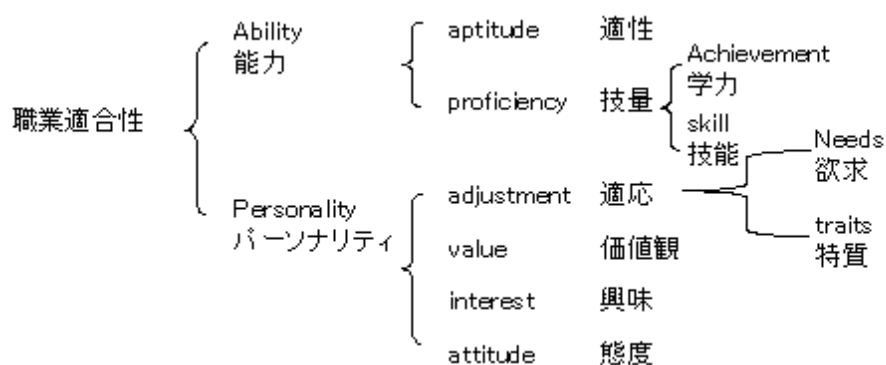 職業適合性
Ability
能力
aptitude 適性
proficiency 技量
Achievement
学力
skill
技能
Personality
パーソナリティ
adjustment 適応
Needs
欲求
traits
特質
value 価値観
interest 興味
attitude 態度